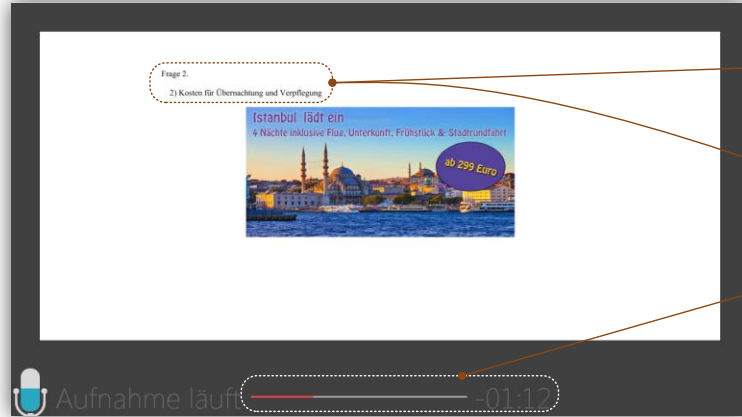 Frage 2.
2) Kosten für Übernachtung und Verpflegung
Istanbul lädt ein
4 Nächte inklusive Flug, Unterkunft, Frühstück & Stadtrundfahrt
ab 299 Euro
Aufnahme läuft
-01:12